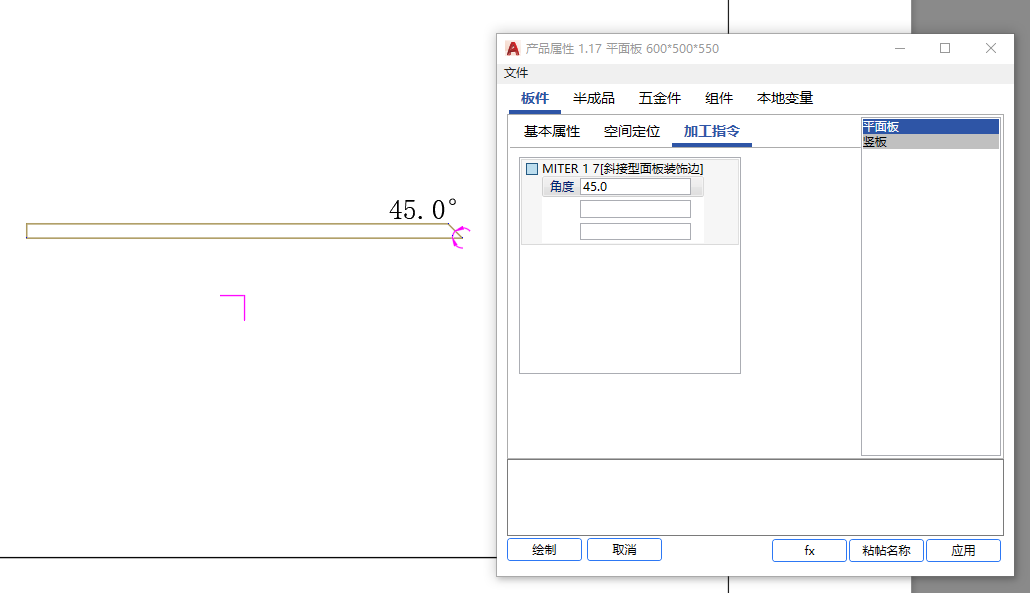 产品属性 1.17 平面板 600*500*550
文件
板件 半成品 五金件 组件 本地变量
基本属性 空间定位 加工指令
平面板
竖板
MITER 1 7[斜接型面板装饰边]
角度 45.0
45.0°
绘制 取消 fx 粘帖名称 应用